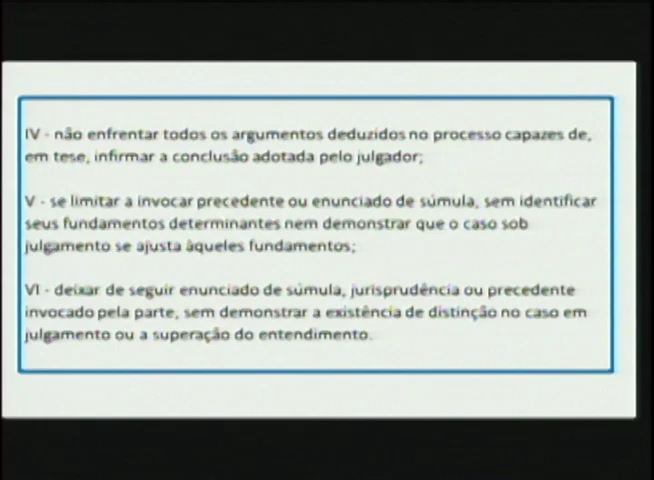 IV - não enfrentar todos os argumentos deduzidos no processo capazes de,
em tese, infirmar a conclusão adotada pelo julgador;
V - se limitar a invocar precedente ou enunciado de súmula, sem identificar
seus fundamentos determinantes nem demonstrar que o caso sob
julgamento se ajusta àqueles fundamentos;
VI - deixar de seguir enunciado de súmula, jurisprudência ou precedente
invocado pela parte, sem demonstrar a existência de distinção no caso em
julgamento ou a superação do entendimento.